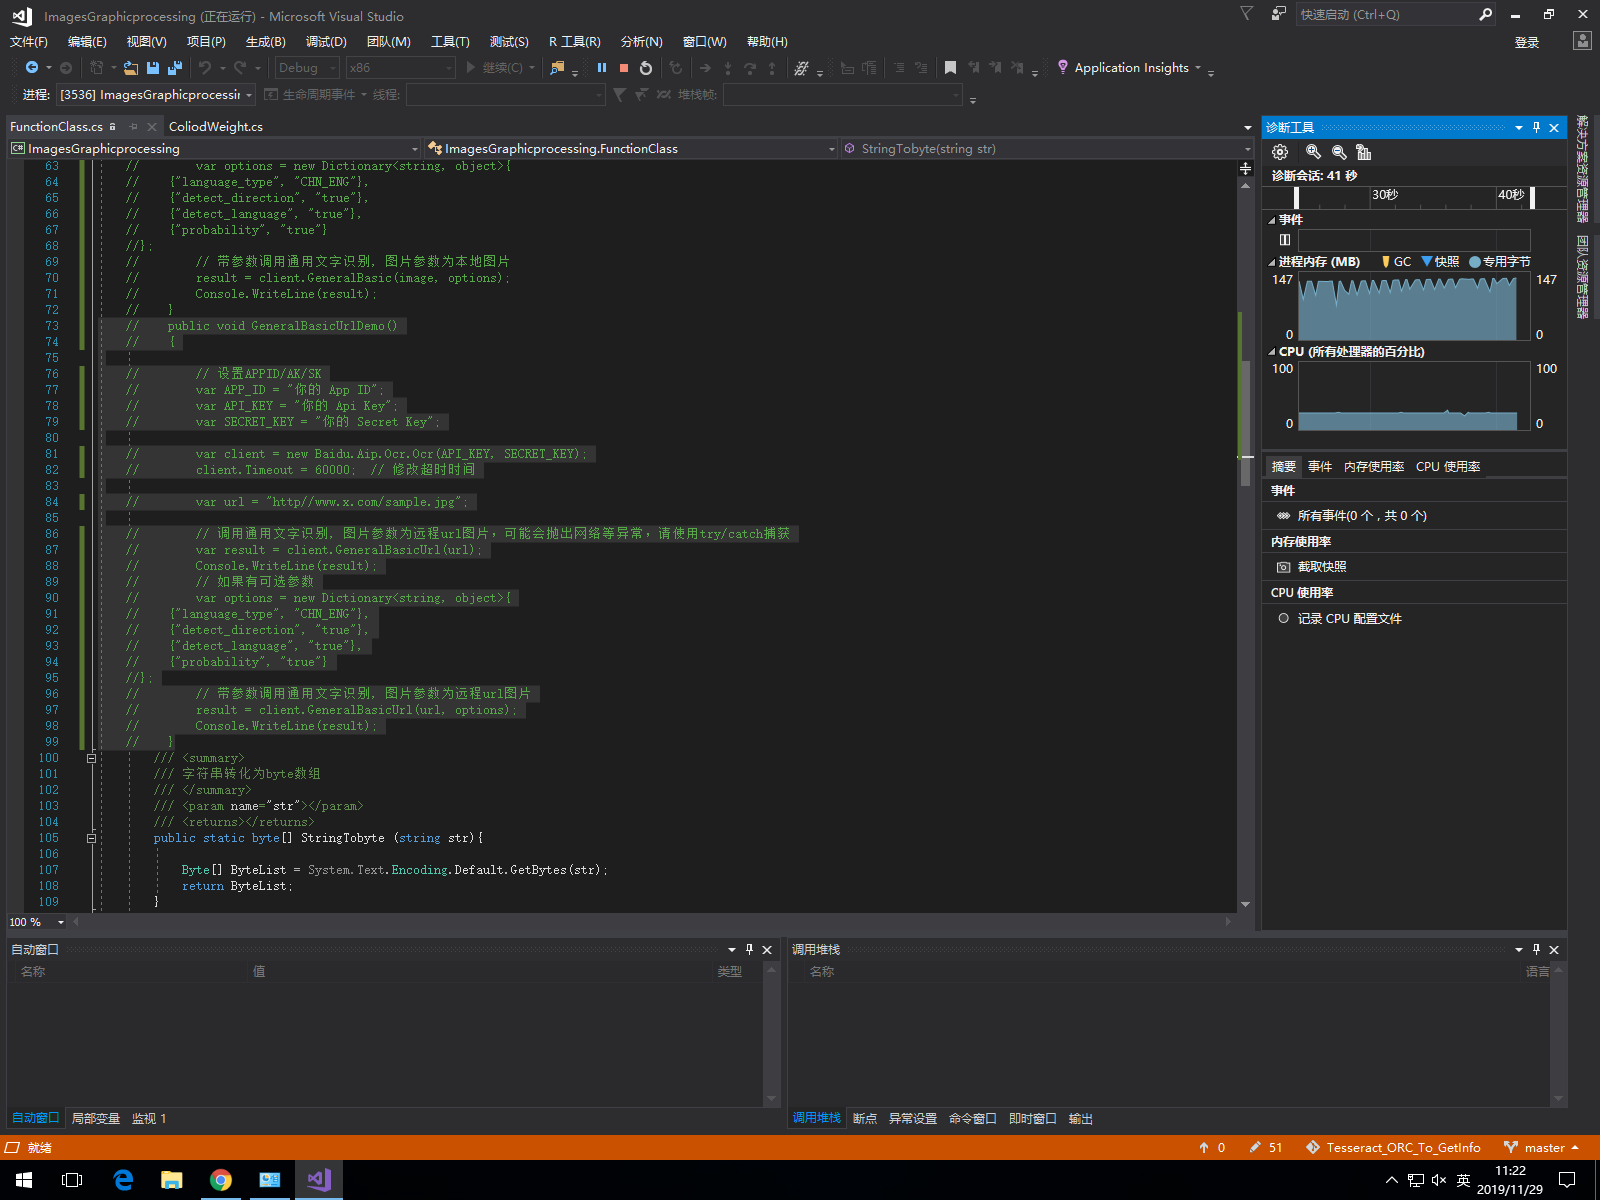 ImagesGraphicprocessing (正在运行) - Microsoft Visual Studio
快速启动 (Ctrl+Q)
文件(F) 编辑(E) 视图(V) 项目(P) 生成(B) 调试(D) 团队(M) 工具(T) 测试(S) R 工具(R) 分析(N) 窗口(W) 帮助(H)
登录
Debug x86 继续(C) Application Insights
进程: [3536] ImagesGraphicprocessin 生命周期事件 线程: 堆栈帧:
FunctionClass.cs ColiodWeight.cs
ImagesGraphicprocessing ImagesGraphicprocessing.FunctionClass StringTobyte(string str)
63 // var options = new Dictionary<string, object>{
64 // {"language_type", "CHN_ENG"},
65 // {"detect_direction", "true"},
66 // {"detect_language", "true"},
67 // {"probability", "true"}
68 //};
69 // // 带参数调用通用文字识别, 图片参数为本地图片
70 // result = client.GeneralBasic(image, options);
71 // Console.WriteLine(result);
72 // }
73 // public void GeneralBasicUrlDemo()
74 // {
75
76 // // 设置APPID/AK/SK
77 // var APP_ID = "你的 App ID";
78 // var API_KEY = "你的 Api Key";
79 // var SECRET_KEY = "你的 Secret Key";
80
81 // var client = new Baidu.Aip.Ocr.Ocr(API_KEY, SECRET_KEY);
82 // client.Timeout = 60000; // 修改超时时间
83
84 // var url = "http//www.x.com/sample.jpg";
85
86 // // 调用通用文字识别, 图片参数为远程url图片，可能会抛出网络等异常，请使用try/catch捕获
87 // var result = client.GeneralBasicUrl(url);
88 // Console.WriteLine(result);
89 // // 如果有可选参数
90 // var options = new Dictionary<string, object>{
91 // {"language_type", "CHN_ENG"},
92 // {"detect_direction", "true"},
93 // {"detect_language", "true"},
94 // {"probability", "true"}
95 //};
96 // // 带参数调用通用文字识别, 图片参数为远程url图片
97 // result = client.GeneralBasicUrl(url, options);
98 // Console.WriteLine(result);
99 // }
100 /// <summary>
101 /// 字符串转化为byte数组
102 /// </summary>
103 /// <param name="str"></param>
104 /// <returns></returns>
105 public static byte[] StringTobyte (string str){
106
107 Byte[] ByteList = System.Text.Encoding.Default.GetBytes(str);
108 return ByteList;
109 }
100 %
诊断工具
诊断会话: 41 秒
30秒 40秒
事件
进程内存 (MB) GC 快照 专用字节
147 147
0 0
CPU (所有处理器的百分比)
100 100
0 0
摘要 事件 内存使用率 CPU 使用率
事件
所有事件(0 个，共 0 个)
内存使用率
截取快照
CPU 使用率
记录 CPU 配置文件
解决方案资源管理器
团队资源管理器
自动窗口
名称 值 类型
调用堆栈
名称 语言
自动窗口 局部变量 监视 1
调用堆栈 断点 异常设置 命令窗口 即时窗口 输出
就绪
0 51 Tesseract_ORC_To_GetInfo master
英
11:22
2019/11/29